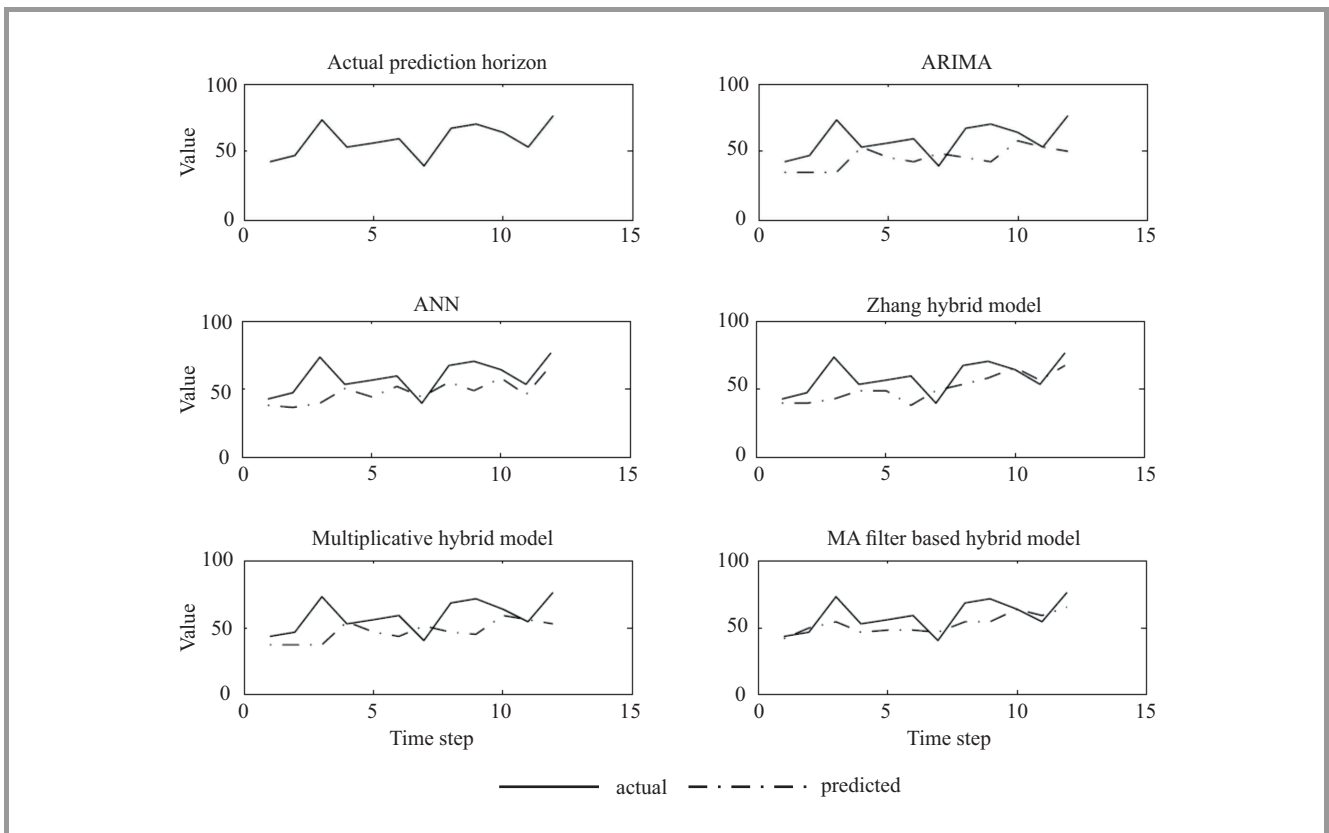 Actual prediction horizon
ARIMA
100
50
0
Value
0 5 10 15
100
50
0
0 5 10 15
ANN
Zhang hybrid model
100
50
0
Value
0 5 10 15
100
50
0
0 5 10 15
Multiplicative hybrid model
MA filter based hybrid model
100
50
0
Value
0 5 10 15
Time step
100
50
0
0 5 10 15
Time step
actual predicted